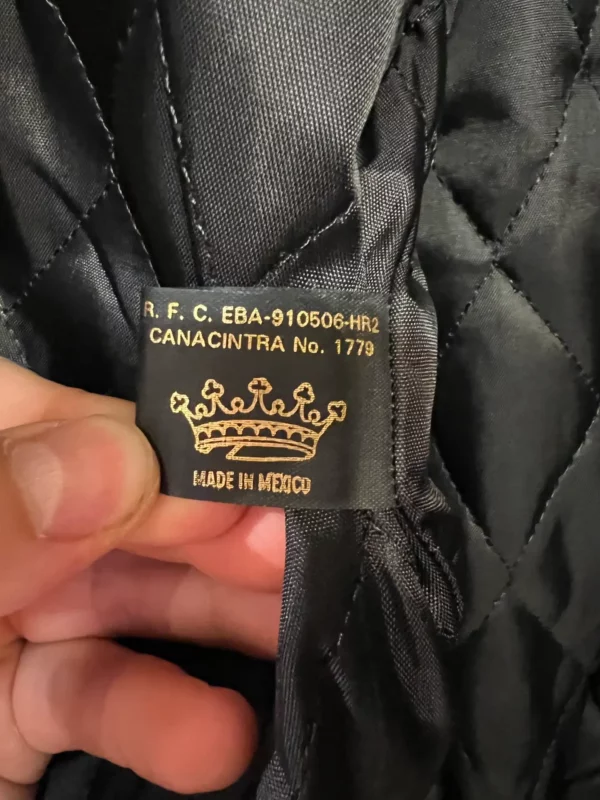 R. F. C. EBA-910506-HR2
CANACINTRA No. 1779
MADE IN MEXICO